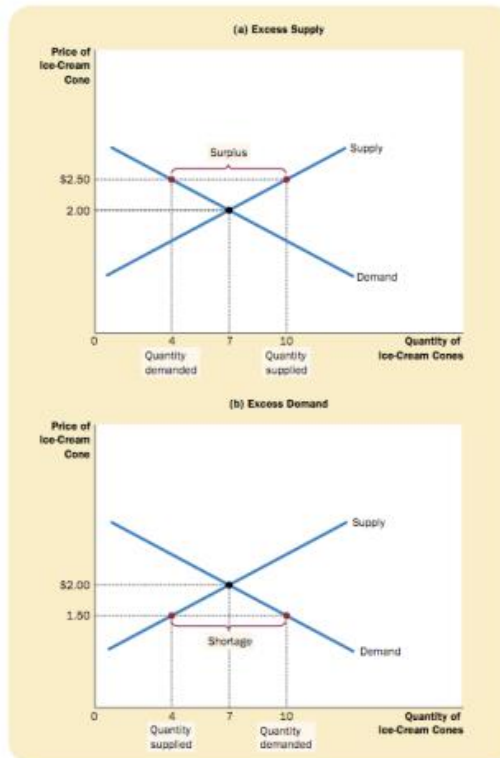 (a) Excess Supply
Price of
Ice-Cream
Cone
Surplus
Supply
$2.50
2.00
Demand
0
4
7
10
Quantity of
Ice-Cream Cones
Quantity
demanded
Quantity
supplied
(b) Excess Demand
Price of
Ice-Cream
Cone
Supply
$2.00
1.50
Shortage
Demand
0
4
7
10
Quantity of
Ice-Cream Cones
Quantity
supplied
Quantity
demanded